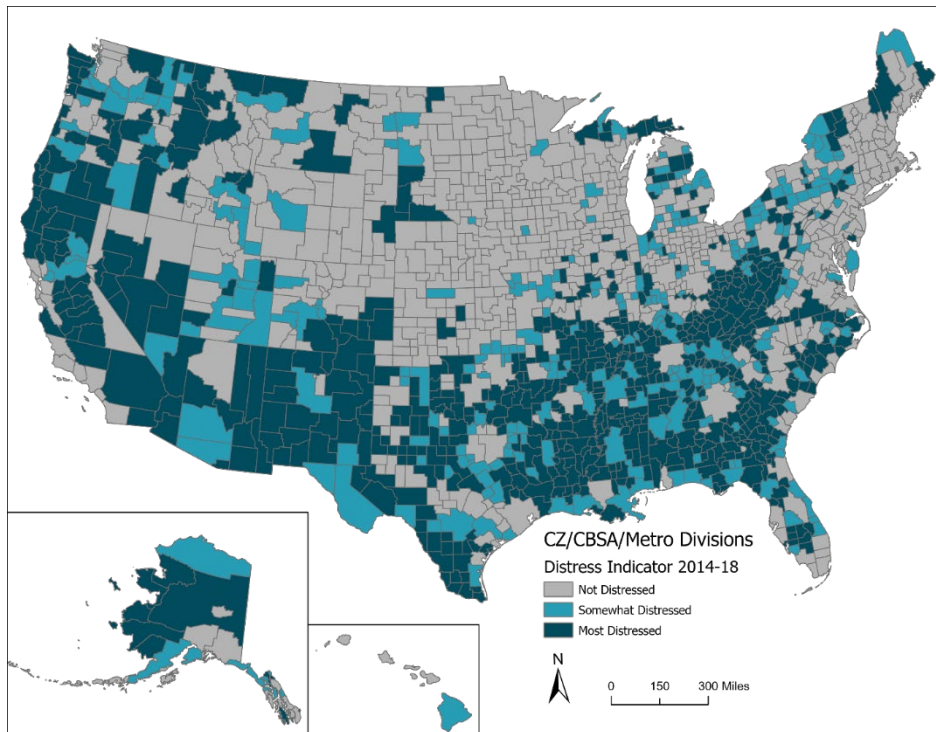 CZ/CBSA/Metro Divisions
Distress Indicator 2014-18
Not Distressed
Somewhat Distressed
Most Distressed
N
0 150 300 Miles